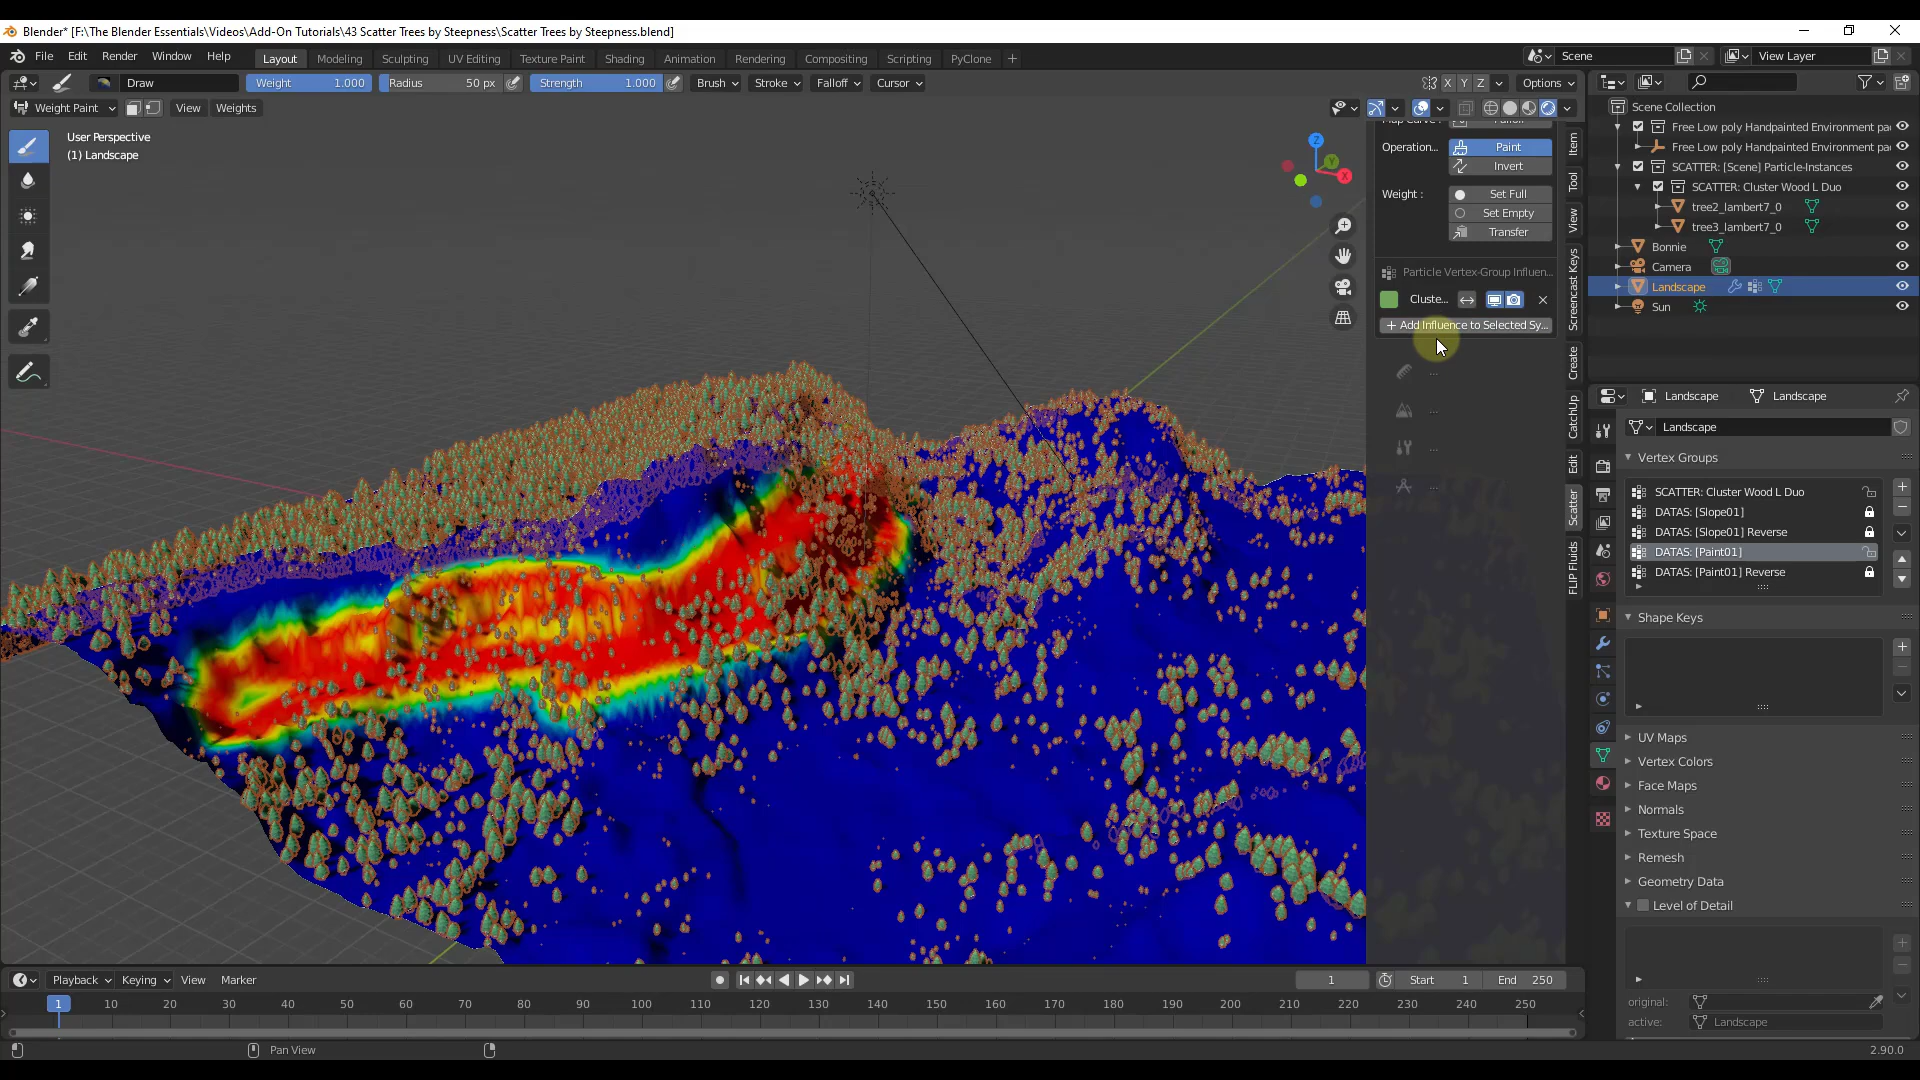 Blender* [F:\The Blender Essentials\Videos\Add-On Tutorials\43 Scatter Trees by Steepness\Scatter Trees by Steepness.blend]
File Edit Render Window Help Layout Modeling Sculpting UV Editing Texture Paint Shading Animation Rendering Compositing Scripting PyClone + Scene View Layer
Draw Weight 1.000 Radius 50 px Strength 1.000 Brush Stroke Falloff Cursor X Y Z Options
Weight Paint View Weights
User Perspective
(1) Landscape
Operation... Paint
Invert
Weight : Set Full
Set Empty
Transfer
Particle Vertex-Group Influen...
Cluste...
+ Add Influence to Selected Sy...
...
...
...
...
Z
Y
X
Item
Tool
View
Screencast Keys
Create
CatchUp
Edit
Scatter
FLIP Fluids
Scene Collection
Free Low poly Handpainted Environment pa
Free Low poly Handpainted Environment pa
SCATTER: [Scene] Particle-Instances
SCATTER: Cluster Wood L Duo
tree2_lambert7_0
tree3_lambert7_0
Bonnie
Camera
Landscape
Sun
Landscape Landscape
Landscape
Vertex Groups
SCATTER: Cluster Wood L Duo
DATAS: [Slope01]
DATAS: [Slope01] Reverse
DATAS: [Paint01]
DATAS: [Paint01] Reverse
Shape Keys
UV Maps
Vertex Colors
Face Maps
Normals
Texture Space
Remesh
Geometry Data
Level of Detail
original:
active: Landscape
Playback Keying View Marker 1 Start 1 End 250
1 10 20 30 40 50 60 70 80 90 100 110 120 130 140 150 160 170 180 190 200 210 220 230 240 250
Pan View 2.90.0